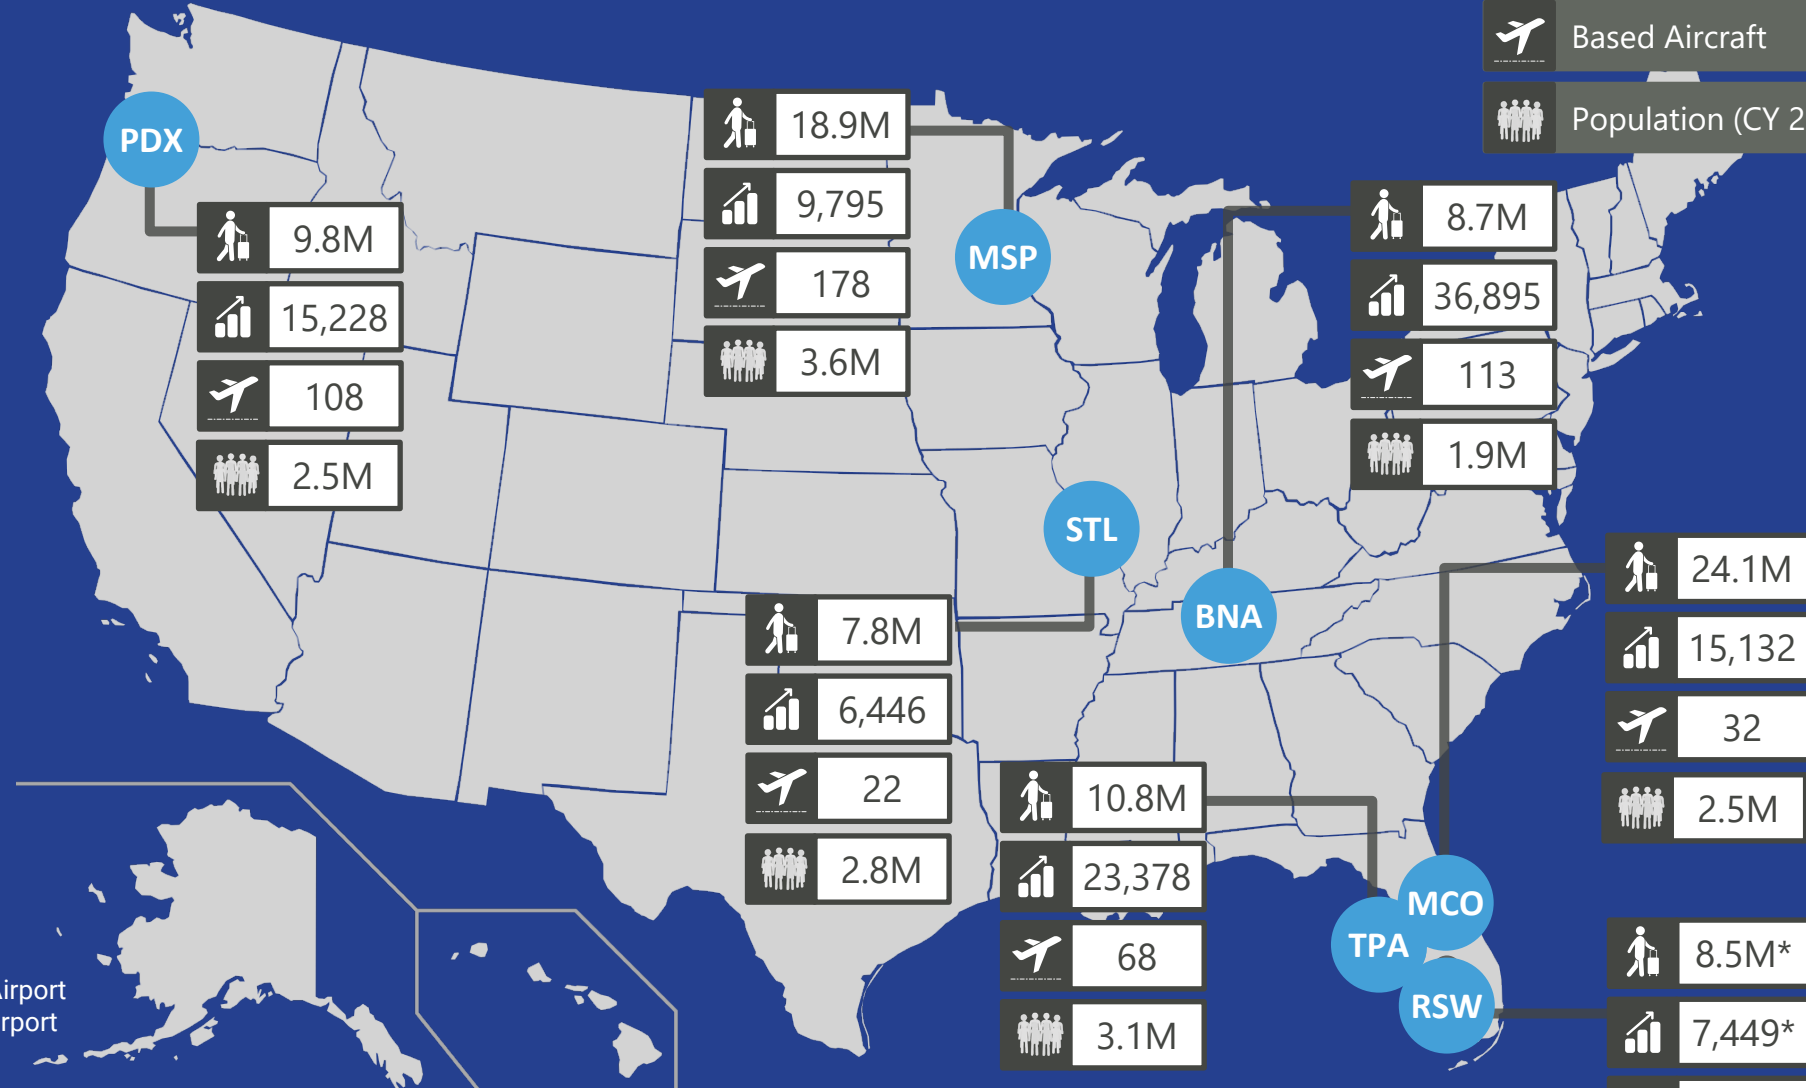 Based Aircraft
Population (CY 2
PDX
9.8M
15,228
108
2.5M
18.9M
9,795
178
3.6M
MSP
8.7M
36,895
113
1.9M
BNA
STL
7.8M
6,446
22
2.8M
24.1M
15,132
32
2.5M
MCO
10.8M
23,378
68
3.1M
TPA
RSW
8.5M*
7,449*
Airport
rport